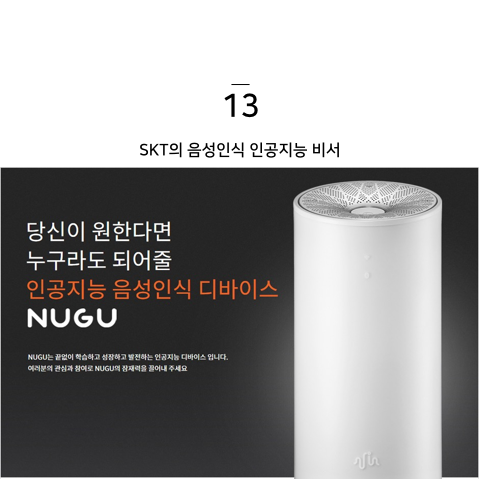 13
SKT의 음성인식 인공지능 비서
당신이 원한다면
누구라도 되어줄
인공지능 음성인식 디바이스
NUGU
NUGU는 끝없이 학습하고 성장하고 발전하는 인공지능 디바이스 입니다.
여러분의 관심과 참여로 NUGU의 잠재력을 끌어내 주세요